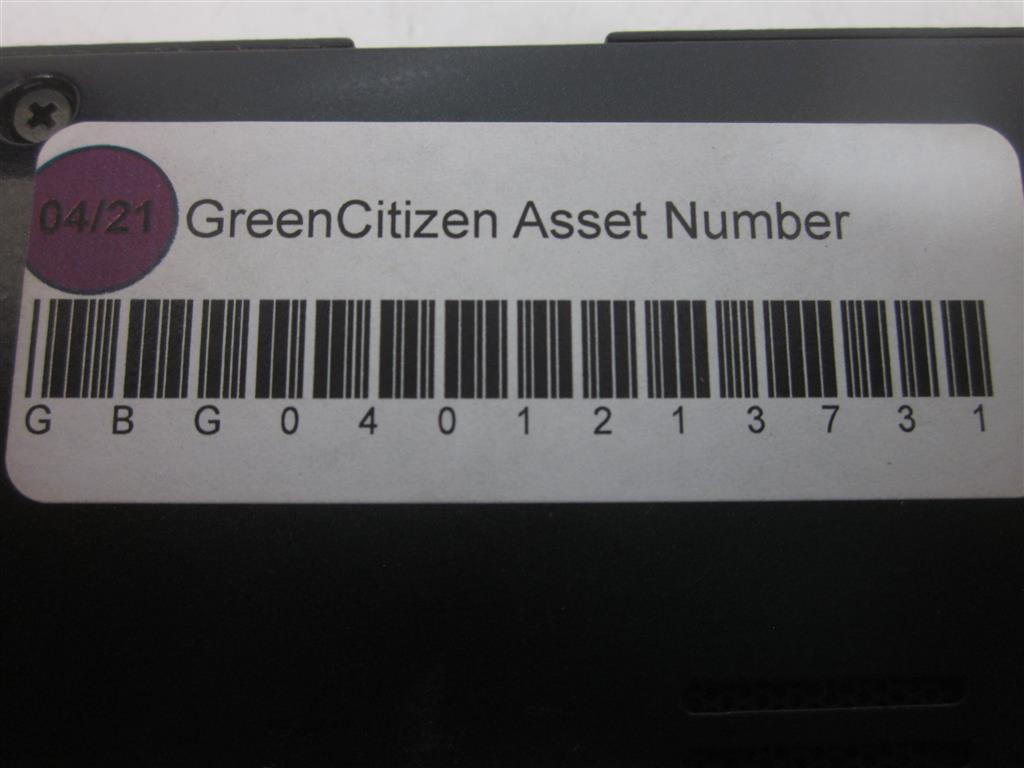 04/21 GreenCitizen Asset Number
G B G 0 4 0 1 2 1 3 7 3 1